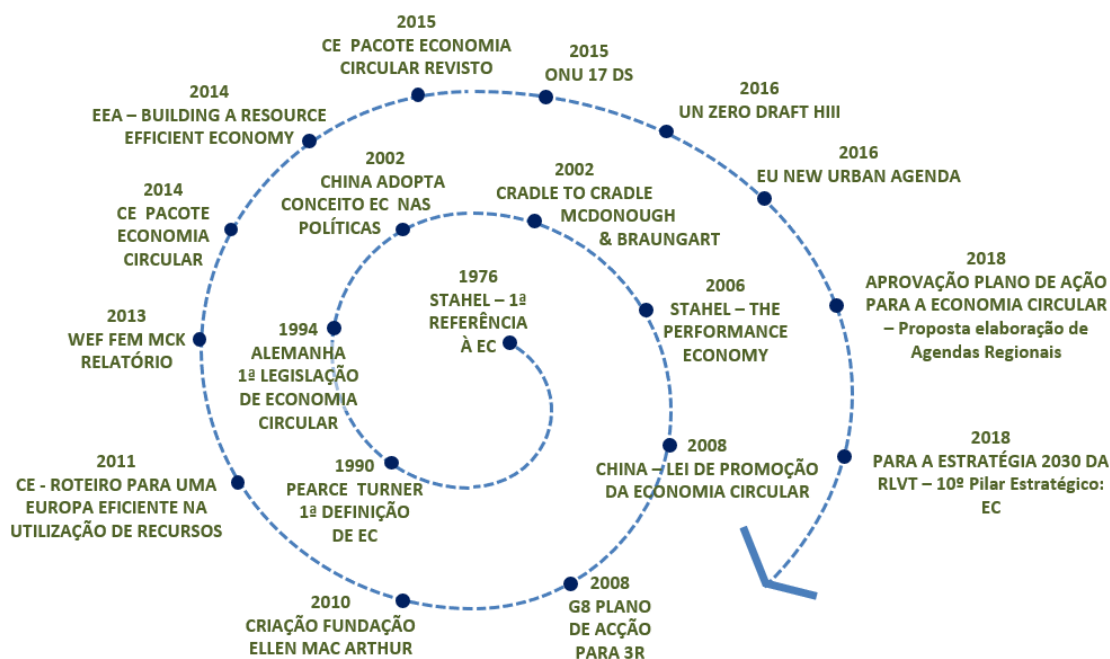 1976
STAHEL – 1ª
REFERÊNCIA
À EC
1990
PEARCE TURNER
1ª DEFINIÇÃO
DE EC
1994
ALEMANHA
1ª LEGISLAÇÃO
DE ECONOMIA
CIRCULAR
2002
CHINA ADOPTA
CONCEITO EC NAS
POLÍTICAS
2002
CRADLE TO CRADLE
MCDONOUGH
& BRAUNGART
2006
STAHEL – THE
PERFORMANCE
ECONOMY
2008
CHINA – LEI DE PROMOÇÃO
DA ECONOMIA CIRCULAR
2008
G8 PLANO
DE ACÇÃO
PARA 3R
2010
CRIAÇÃO FUNDAÇÃO
ELLEN MAC ARTHUR
2011
CE - ROTEIRO PARA UMA
EUROPA EFICIENTE NA
UTILIZAÇÃO DE RECURSOS
2013
WEF FEM MCK
RELATÓRIO
2014
CE PACOTE
ECONOMIA
CIRCULAR
2014
EEA – BUILDING A RESOURCE
EFFICIENT ECONOMY
2015
CE PACOTE ECONOMIA
CIRCULAR REVISTO
2015
ONU 17 DS
2016
UN ZERO DRAFT HIII
2016
EU NEW URBAN AGENDA
2018
APROVAÇÃO PLANO DE AÇÃO
PARA A ECONOMIA CIRCULAR
– Proposta elaboração de
Agendas Regionais
2018
PARA A ESTRATÉGIA 2030 DA
RLVT – 10º Pilar Estratégico:
EC